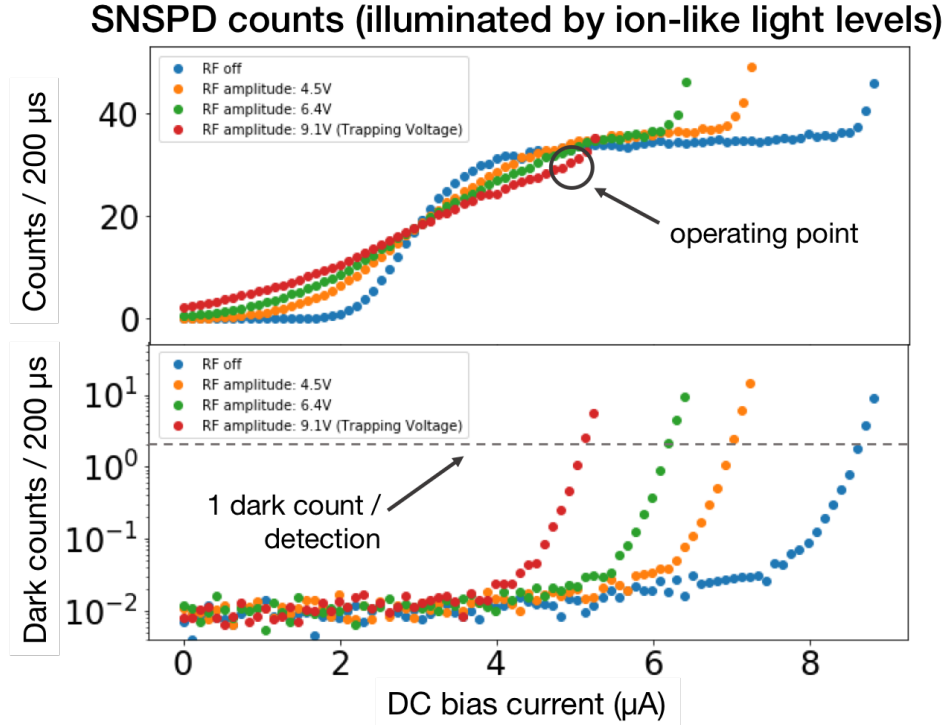 SNSPD counts (illuminated by ion-like light levels)
Counts / 200 µs
40
20
0
RF off
RF amplitude: 4.5V
RF amplitude: 6.4V
RF amplitude: 9.1V (Trapping Voltage)
operating point
Dark counts / 200 µs
10¹
10⁰
10⁻¹
10⁻²
RF off
RF amplitude: 4.5V
RF amplitude: 6.4V
RF amplitude: 9.1V (Trapping Voltage)
1 dark count /
detection
0 2 4 6 8
DC bias current (µA)